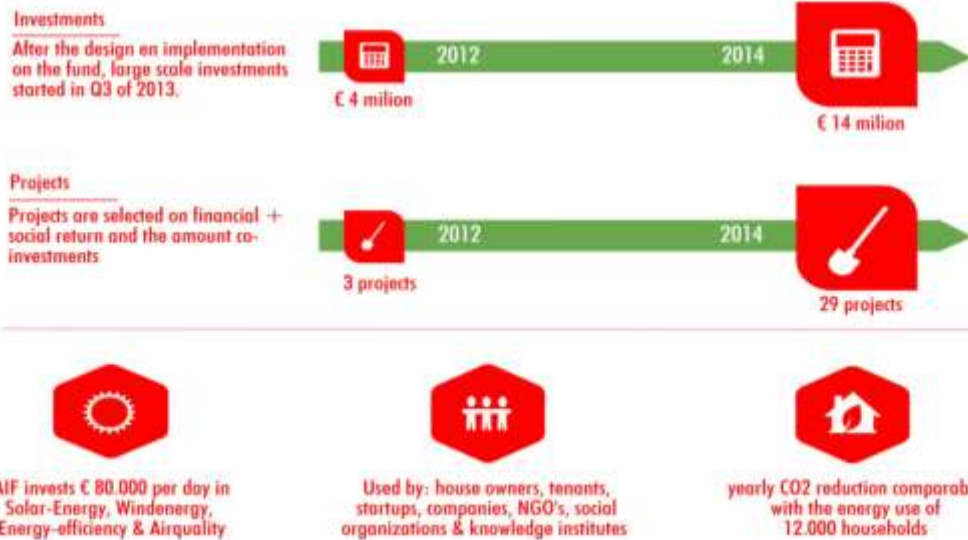 Investments
After the design en implementation
on the fund, large scale investments
started in Q3 of 2013.
2012
2014
€ 4 milion
€ 14 milion
Projects
Projects are selected on financial +
social return and the amount co-
investments
2012
2014
3 projects
29 projects
AIF invests € 80.000 per day in
Solar-Energy, Windenergy,
Energy-efficiency & Airquality
Used by: house owners, tenants,
startups, companies, NGO's, social
organizations & knowledge institutes
yearly CO2 reduction comparab
with the energy use of
12.000 households